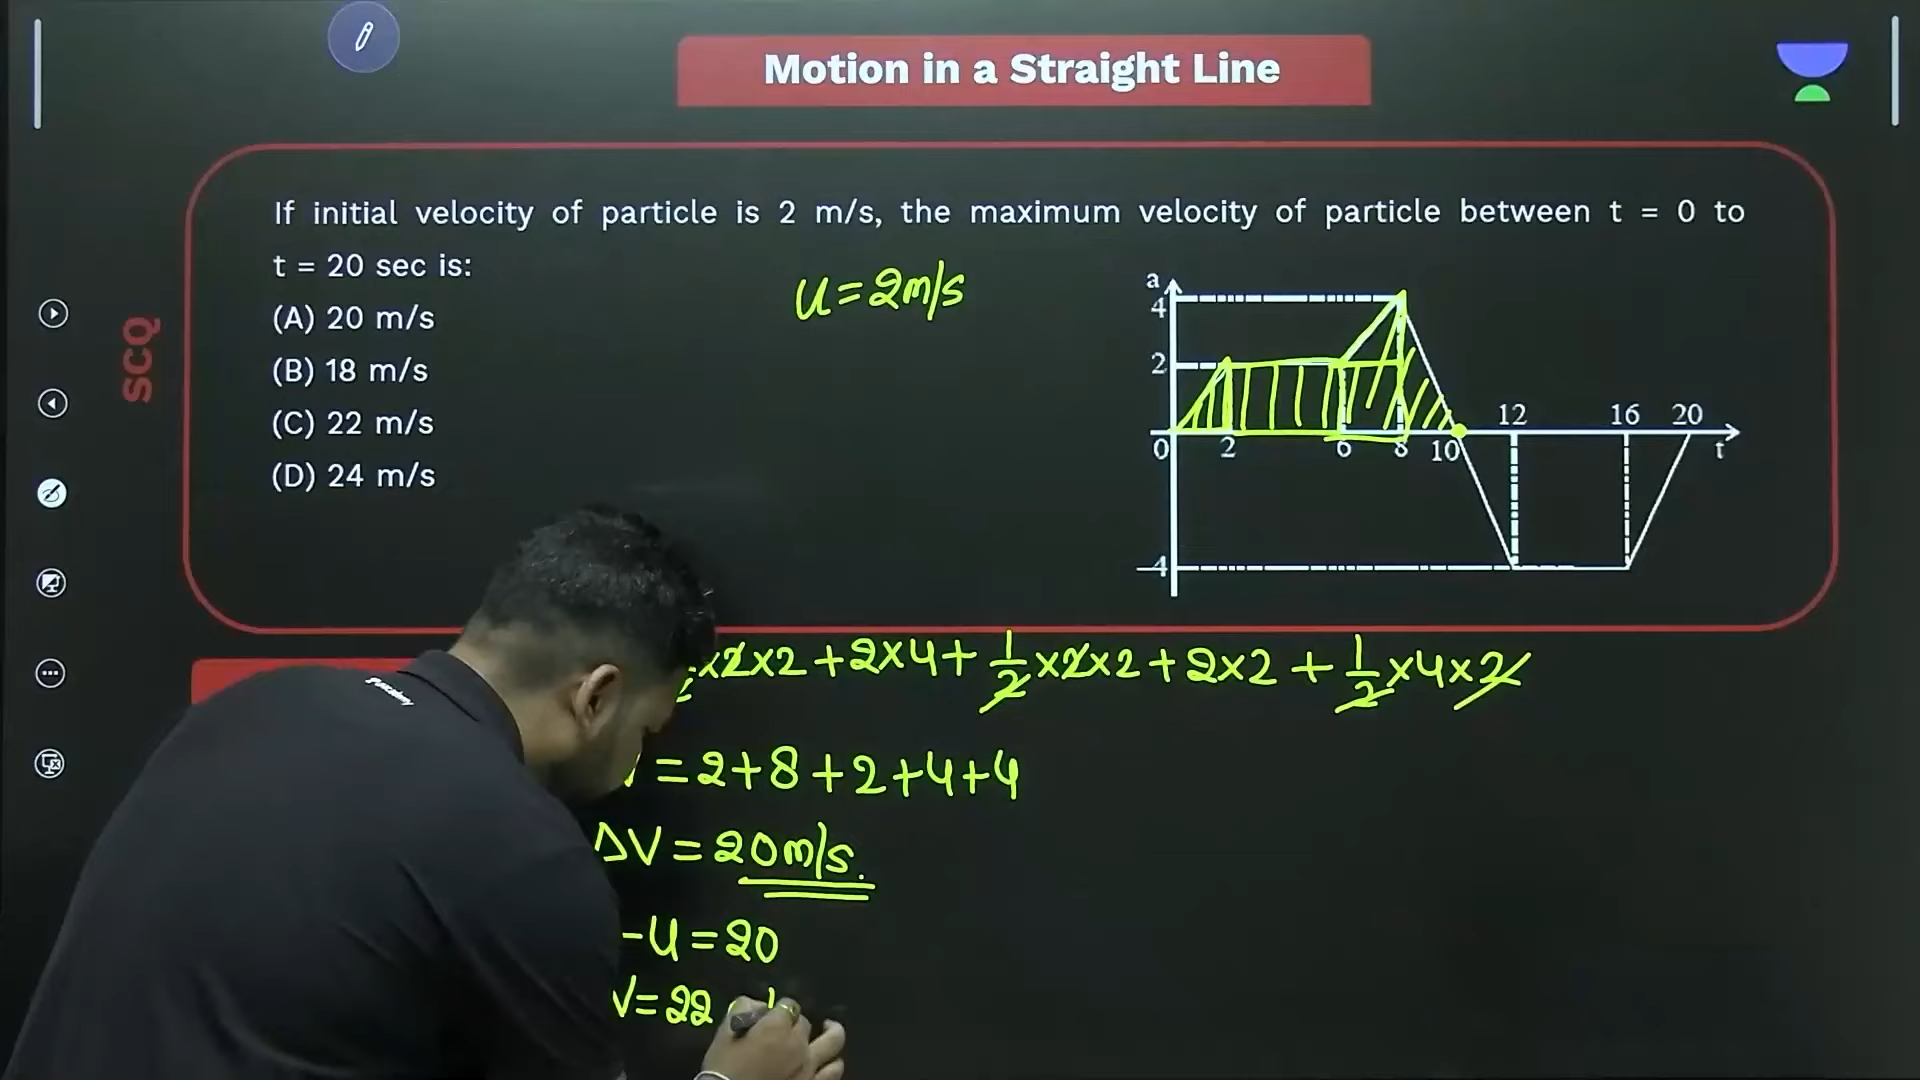 Motion in a Straight Line
If initial velocity of particle is 2 m/s, the maximum velocity of particle between t = 0 to
t = 20 sec is:
(A) 20 m/s
(B) 18 m/s
(C) 22 m/s
(D) 24 m/s
SCQ
u=2m/s
a
4
2
12 16 20
0 2 6 8 10 t
-4
×2×2+2×4+1/2×2×2+2×2+1/2×4×2
=2+8+2+4+4
ΔV=20m/s.
-u=20
V=22